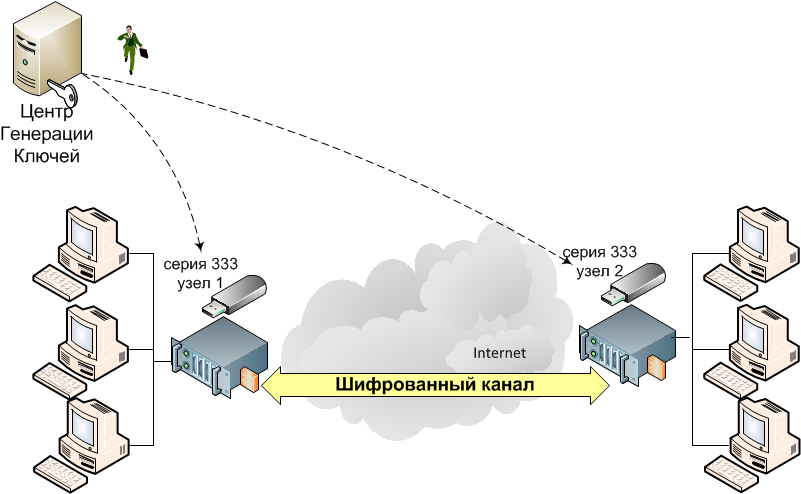 Центр
Генерации
Ключей
серия 333
узел 1
серия 333
узел 2
Internet
Шифрованный канал